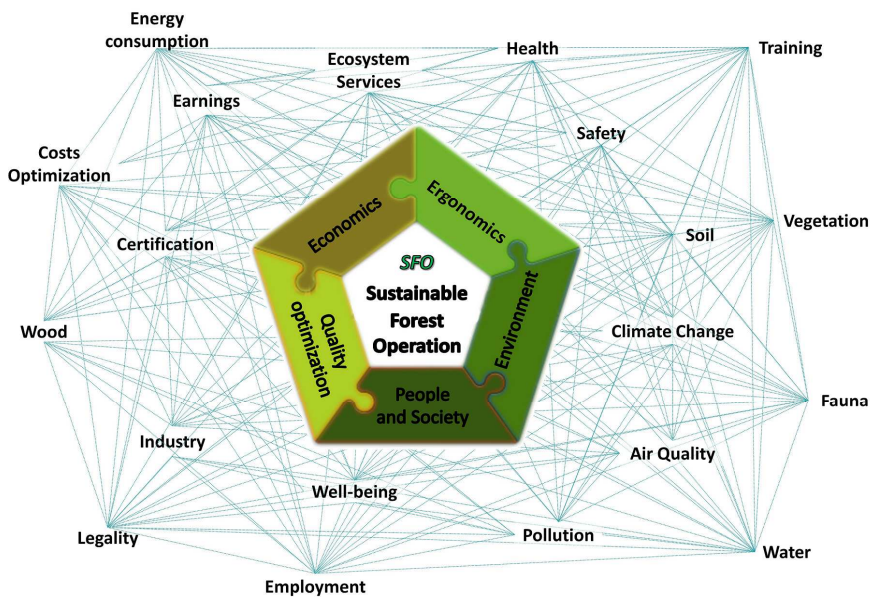 Energy
consumption
Ecosystem
Services
Health
Training
Earnings
Safety
Costs
Optimization
Certification
Soil
Vegetation
Economics
Ergonomics
SFO
Sustainable
Forest
Operation
Quality
optimization
Environment
People
and Society
Wood
Climate Change
Fauna
Industry
Air Quality
Well-being
Legality
Pollution
Water
Employment